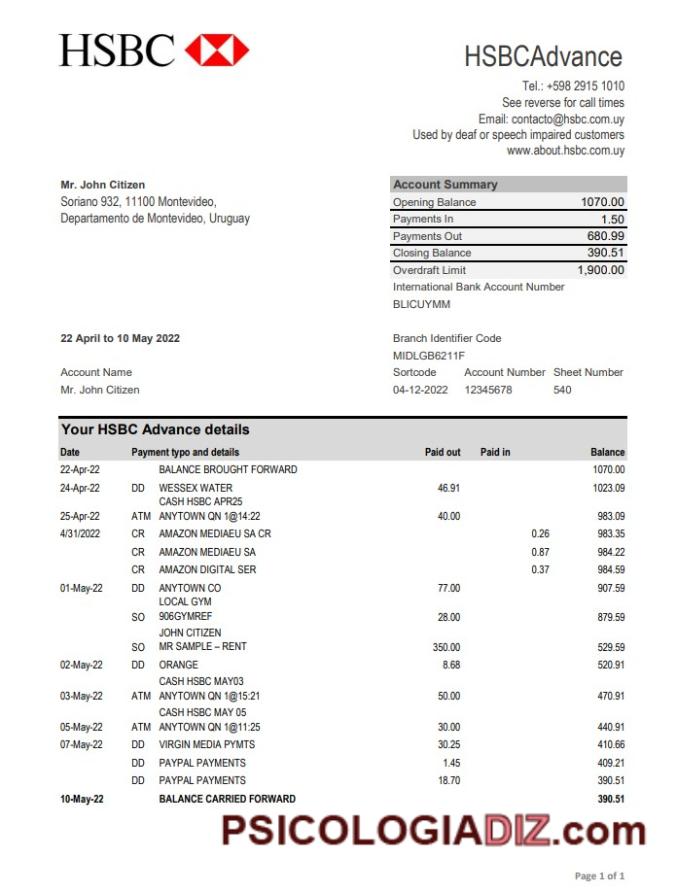 HSBC
HSBCAdvance
Tel.: +598 2915 1010
See reverse for call times
Email: contacto@hsbc.com.uy
Used by deaf or speech impaired customers
www.about.hsbc.com.uy
Mr. John Citizen
Soriano 932, 11100 Montevideo,
Departamento de Montevideo, Uruguay
Account Summary
Opening Balance 1070.00
Payments In 1.50
Payments Out 680.99
Closing Balance 390.51
Overdraft Limit 1,900.00
International Bank Account Number
BLICUYMM
22 April to 10 May 2022
Branch Identifier Code
MIDLGB6211F
Account Name
Mr. John Citizen
Sortcode Account Number Sheet Number
04-12-2022 12345678 540
Your HSBC Advance details
Date Payment typo and details Paid out Paid in Balance
22-Apr-22 BALANCE BROUGHT FORWARD 1070.00
24-Apr-22 DD WESSEX WATER 46.91 1023.09
CASH HSBC APR25
25-Apr-22 ATM ANYTOWN QN 1@14:22 40.00 983.09
4/31/2022 CR AMAZON MEDIAEU SA CR 0.26 983.35
CR AMAZON MEDIAEU SA 0.87 984.22
CR AMAZON DIGITAL SER 0.37 984.59
01-May-22 DD ANYTOWN CO 77.00 907.59
LOCAL GYM
SO 906GYMREF 28.00 879.59
JOHN CITIZEN
SO MR SAMPLE – RENT 350.00 529.59
02-May-22 DD ORANGE 8.68 520.91
CASH HSBC MAY03
03-May-22 ATM ANYTOWN QN 1@15:21 50.00 470.91
CASH HSBC MAY 05
05-May-22 ATM ANYTOWN QN 1@11:25 30.00 440.91
07-May-22 DD VIRGIN MEDIA PYMTS 30.25 410.66
DD PAYPAL PAYMENTS 1.45 409.21
DD PAYPAL PAYMENTS 18.70 390.51
10-May-22 BALANCE CARRIED FORWARD 390.51
PSICOLOGIADIZ.com
Page 1 of 1